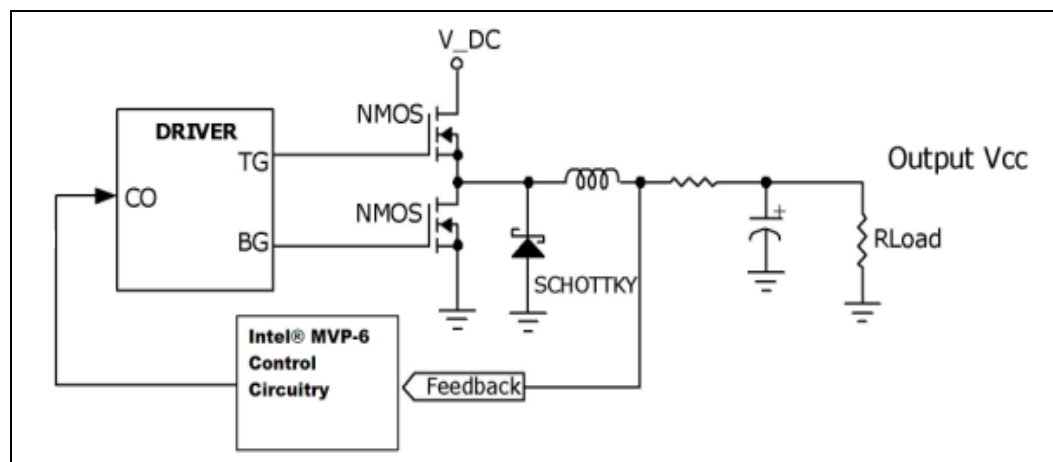 V_DC
NMOS
DRIVER
TG
Output Vcc
CO
NMOS
BG
RLoad
SCHOTTKY
+
Intel® MVP-6
Control
Circuitry
Feedback